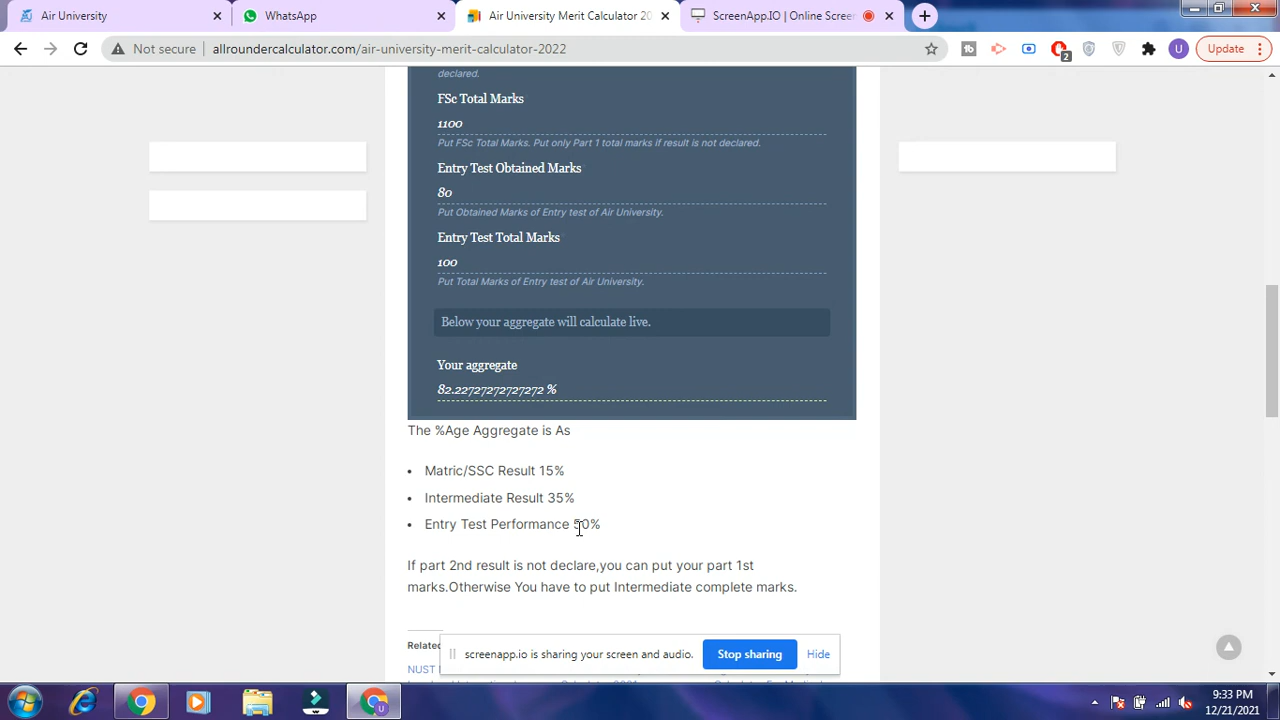 Air University
WhatsApp
Air University Merit Calculator 20
ScreenApp.IO | Online Screen
Not secure
allroundercalculator.com/air-university-merit-calculator-2022
2
U
Update
declared.
FSc Total Marks
1100
Put FSc Total Marks. Put only Part 1 total marks if result is not declared.
Entry Test Obtained Marks
80
Put Obtained Marks of Entry test of Air University.
Entry Test Total Marks
100
Put Total Marks of Entry test of Air University.
Below your aggregate will calculate live.
Your aggregate
82.22727272727272 %
The %Age Aggregate is As
• Matric/SSC Result 15%
• Intermediate Result 35%
• Entry Test Performance 50%
If part 2nd result is not declare,you can put your part 1st
marks.Otherwise You have to put Intermediate complete marks.
Related
screenapp.io is sharing your screen and audio.
Stop sharing
Hide
NUST
9:33 PM
12/21/2021